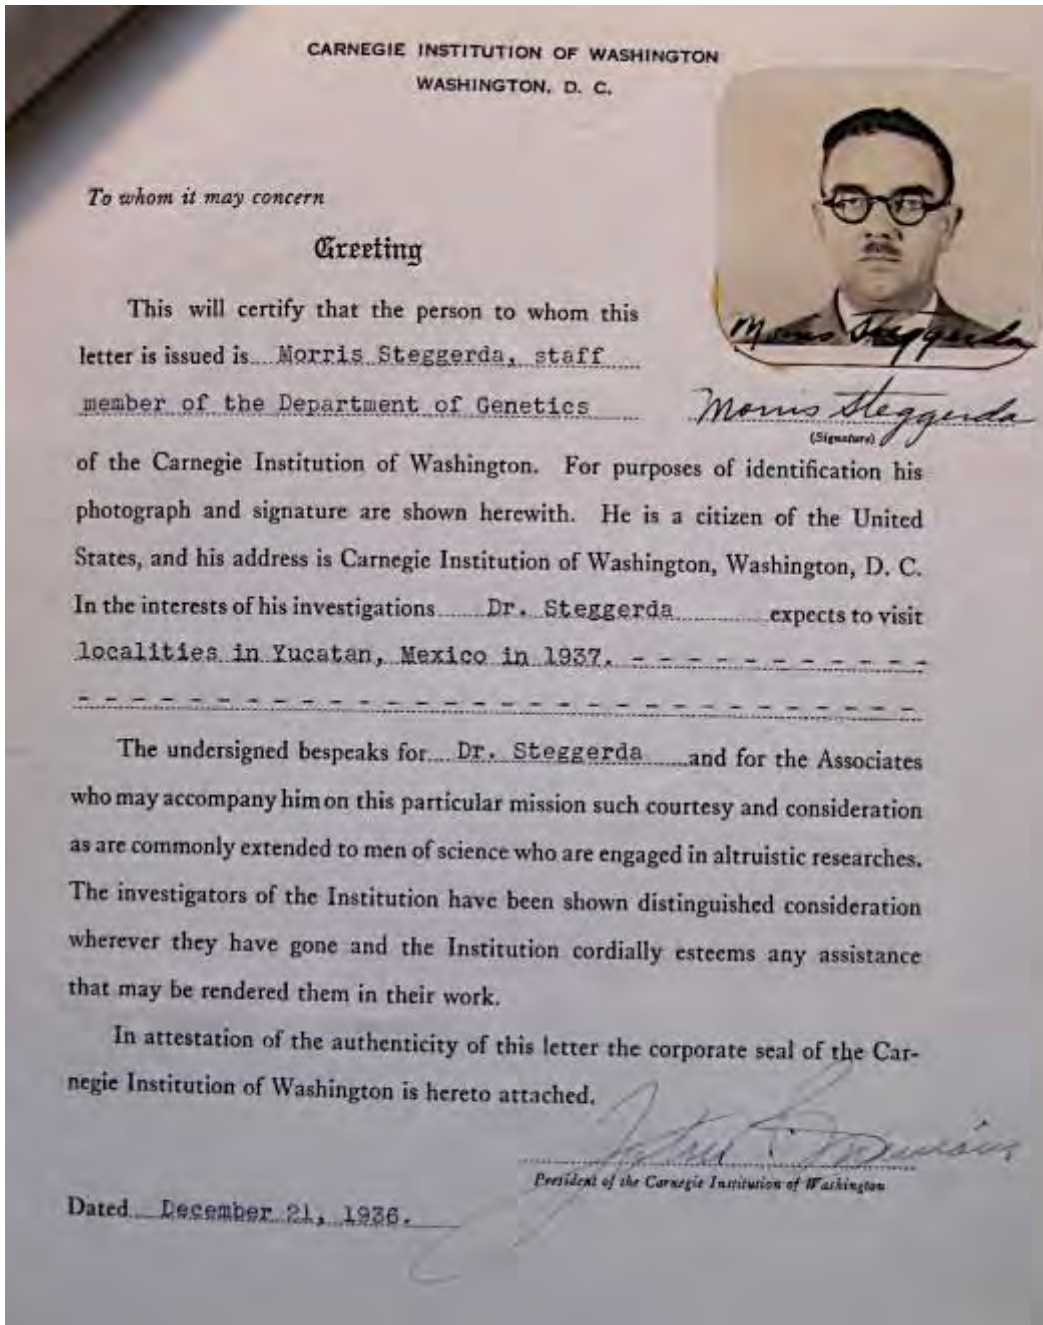 CARNEGIE INSTITUTION OF WASHINGTON
WASHINGTON, D. C.
To whom it may concern
Greeting
This will certify that the person to whom this
letter is issued is Morris Steggerda, staff
member of the Department of Genetics
Morris Steggerda
Morris Steggerda
(Signature)
of the Carnegie Institution of Washington. For purposes of identification his
photograph and signature are shown herewith. He is a citizen of the United
States, and his address is Carnegie Institution of Washington, Washington, D. C.
In the interests of his investigations Dr. Steggerda expects to visit
localities in Yucatan, Mexico in 1937. - - - - - - - - - - -
- - - - - - - - - - - - - - - - - - - - - - - - - - - - - -
The undersigned bespeaks for Dr. Steggerda and for the Associates
who may accompany him on this particular mission such courtesy and consideration
as are commonly extended to men of science who are engaged in altruistic researches.
The investigators of the Institution have been shown distinguished consideration
wherever they have gone and the Institution cordially esteems any assistance
that may be rendered them in their work.
In attestation of the authenticity of this letter the corporate seal of the Car-
negie Institution of Washington is hereto attached.
President of the Carnegie Institution of Washington
Dated December 21, 1936.